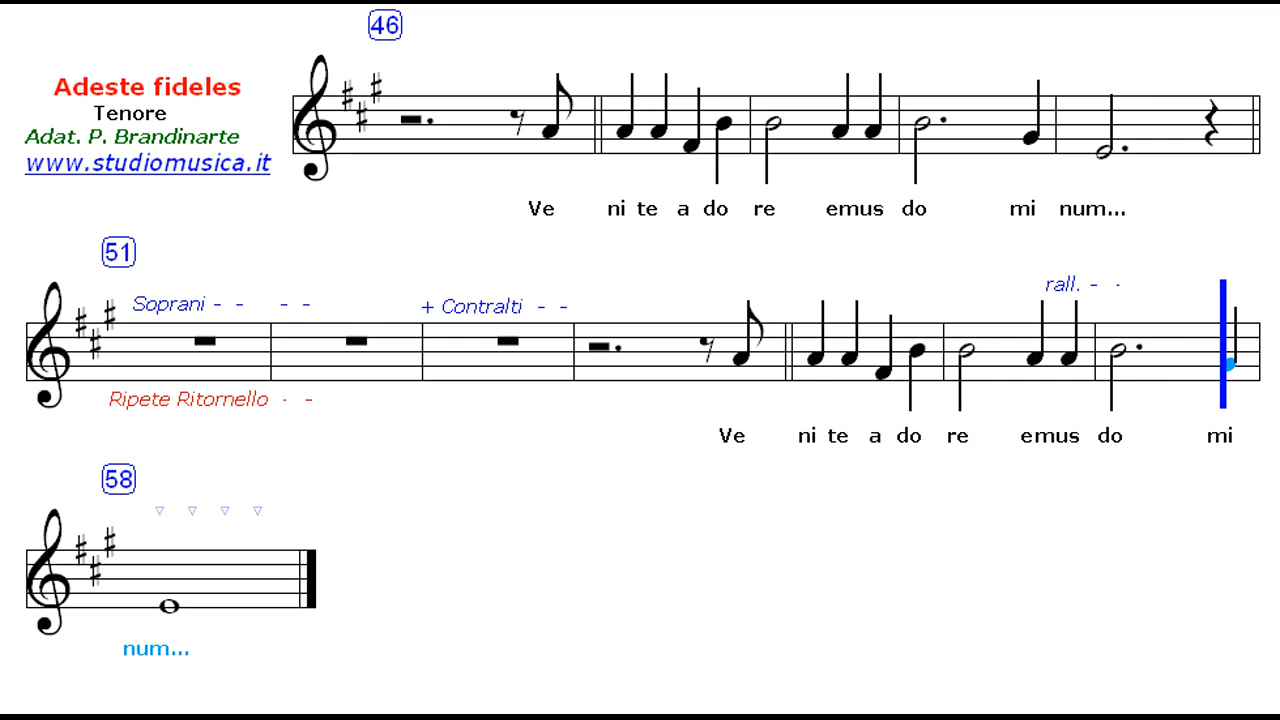 46
Adeste fideles
Tenore
Adat. P. Brandinarte
www.studiomusica.it
Ve ni te a do re emus do mi num...
51
Soprani - - - - + Contralti - - rall. - -
Ripete Ritornello - -
Ve ni te a do re emus do mi
58
num...